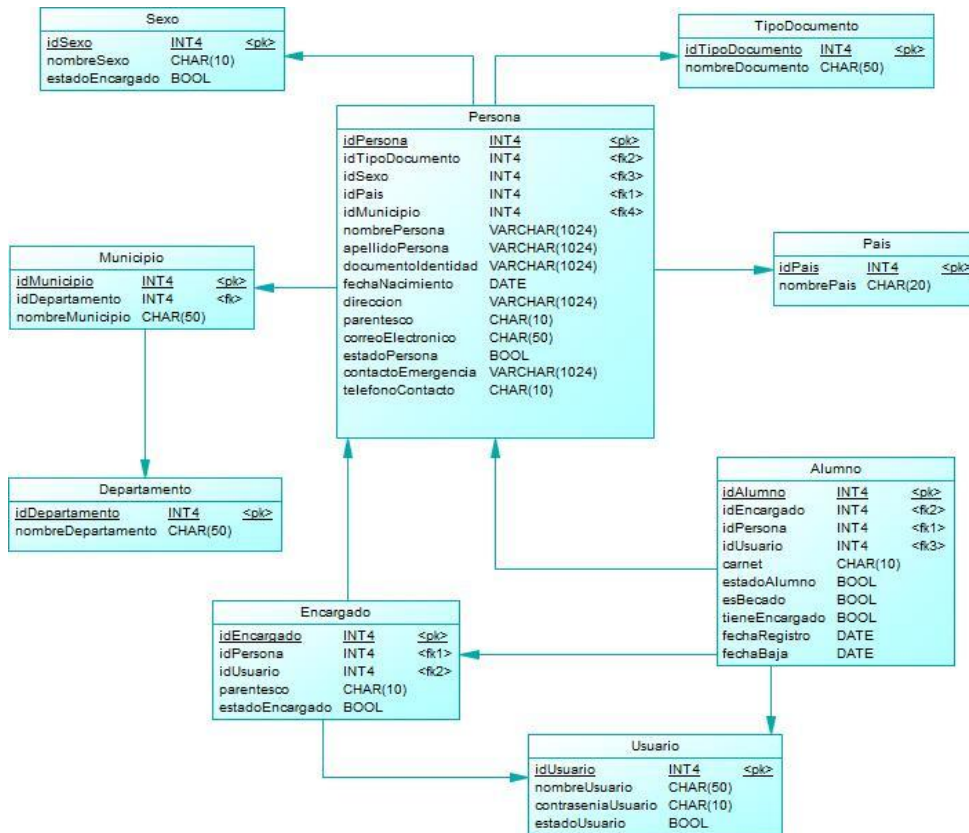 Sexo
idSexo INT4 <pk>
nombreSexo CHAR(10)
estadoEncargado BOOL
TipoDocumento
idTipoDocumento INT4 <pk>
nombreDocumento CHAR(50)
Persona
idPersona INT4 <pk>
idTipoDocumento INT4 <fk2>
idSexo INT4 <fk3>
idPais INT4 <fk1>
idMunicipio INT4 <fk4>
nombrePersona VARCHAR(1024)
apellidoPersona VARCHAR(1024)
documentoIdentidad VARCHAR(1024)
fechaNacimiento DATE
direccion VARCHAR(1024)
parentesco CHAR(10)
correoElectronico CHAR(50)
estadoPersona BOOL
contactoEmergencia VARCHAR(1024)
telefonoContacto CHAR(10)
Municipio
idMunicipio INT4 <pk>
idDepartamento INT4 <fk>
nombreMunicipio CHAR(50)
Pais
idPais INT4 <pk>
nombrePais CHAR(20)
Departamento
idDepartamento INT4 <pk>
nombreDepartamento CHAR(50)
Alumno
idAlumno INT4 <pk>
idEncargado INT4 <fk2>
idPersona INT4 <fk1>
idUsuario INT4 <fk3>
carnet CHAR(10)
estadoAlumno BOOL
esBecado BOOL
tieneEncargado BOOL
fechaRegistro DATE
fechaBaja DATE
Encargado
idEncargado INT4 <pk>
idPersona INT4 <fk1>
idUsuario INT4 <fk2>
parentesco CHAR(10)
estadoEncargado BOOL
Usuario
idUsuario INT4 <pk>
nombreUsuario CHAR(50)
contraseniaUsuario CHAR(10)
estadoUsuario BOOL